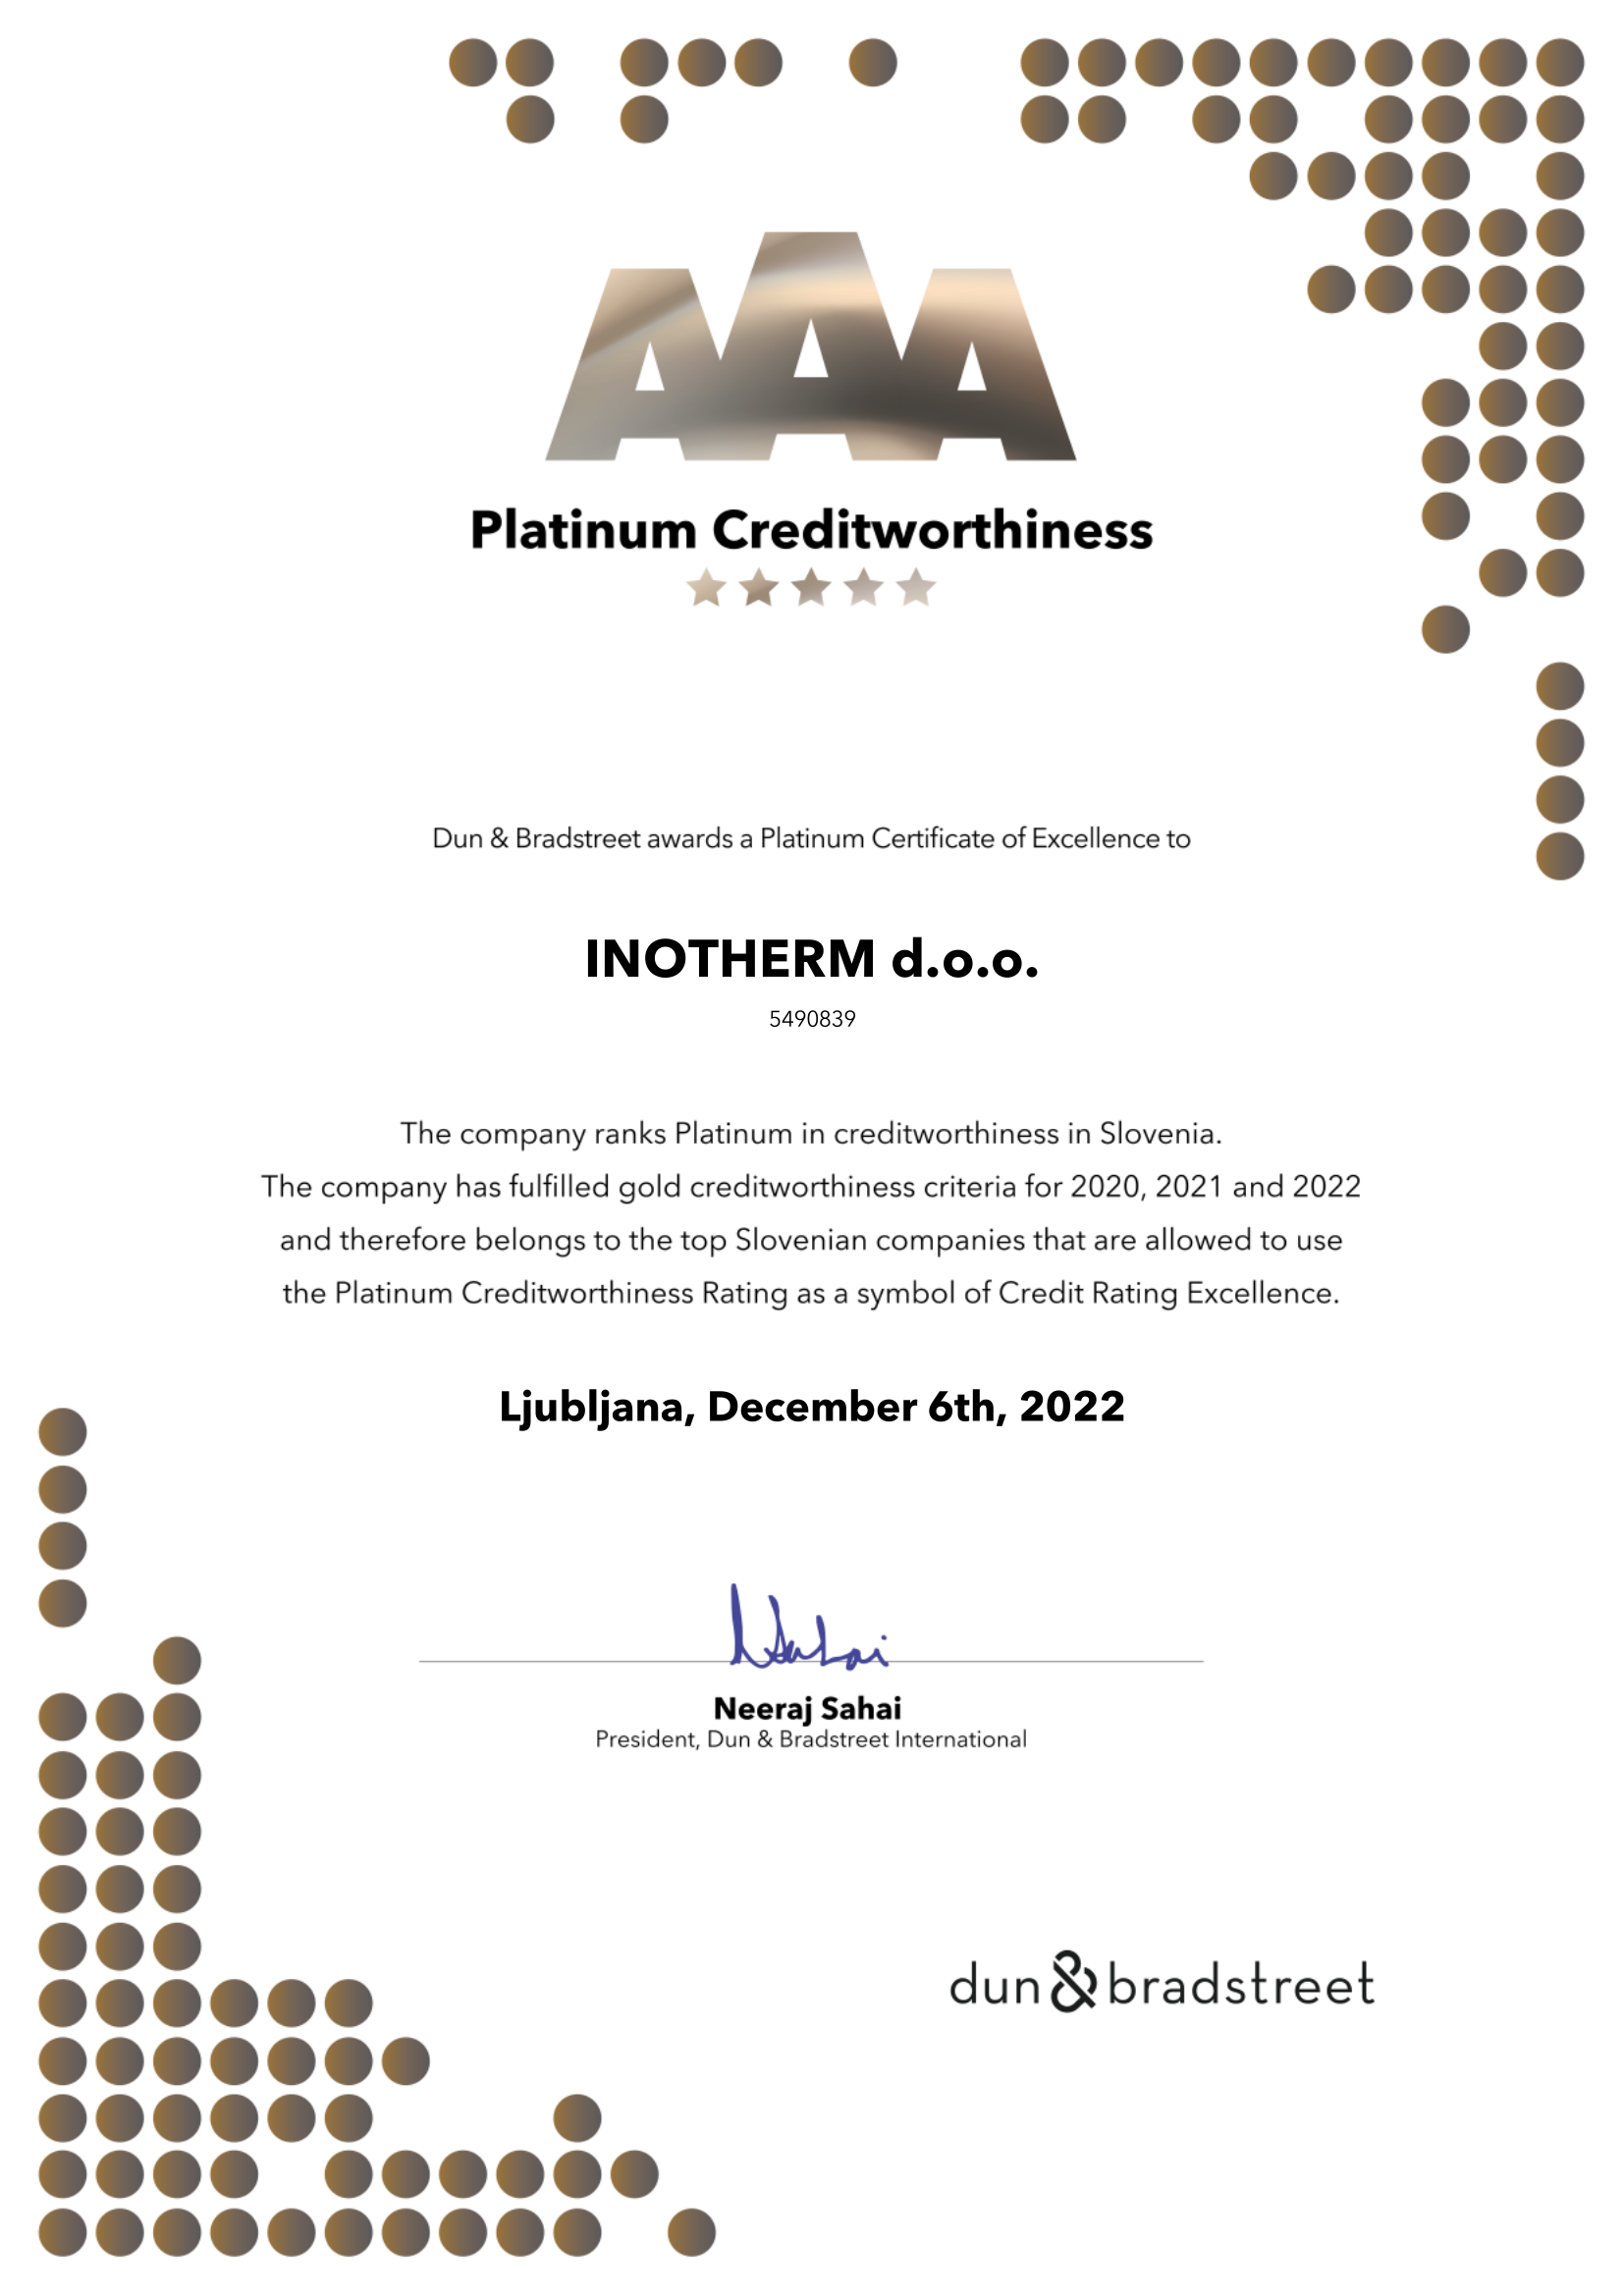 AAA
Platinum Creditworthiness
Dun & Bradstreet awards a Platinum Certificate of Excellence to
INOTHERM d.o.o.
5490839
The company ranks Platinum in creditworthiness in Slovenia.
The company has fulfilled gold creditworthiness criteria for 2020, 2021 and 2022
and therefore belongs to the top Slovenian companies that are allowed to use
the Platinum Creditworthiness Rating as a symbol of Credit Rating Excellence.
Ljubljana, December 6th, 2022
NSahai
Neeraj Sahai
President, Dun & Bradstreet International
dun&bradstreet